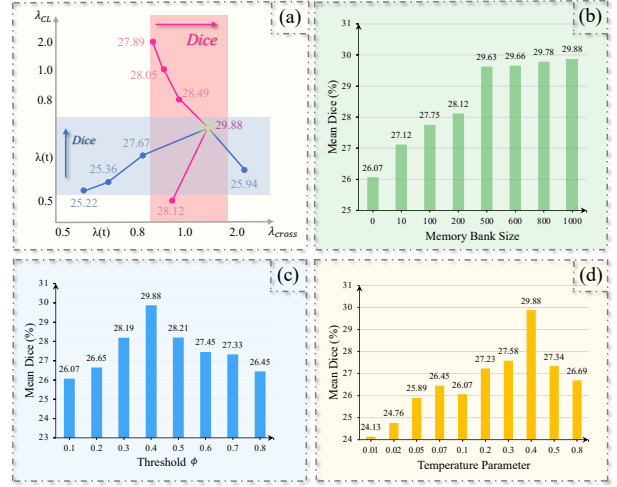 (a)
λCL
2.0
1.0
0.8
λ(t)
0.5
Dice
27.89
28.05
28.49
29.88
Dice
27.67
25.36
25.22
25.94
28.12
0.5 λ(t) 0.8 1.0 2.0 λcross
(b)
Mean Dice (%)
31
30
29
28
27
26
25
26.07 27.12 27.75 28.12 29.63 29.66 29.78 29.88
0 10 100 200 500 600 800 1000
Memory Bank Size
(c)
Mean Dice (%)
31
30
29
28
27
26
25
24
23
26.07 26.65 28.19 29.88 28.21 27.45 27.33 26.45
0.1 0.2 0.3 0.4 0.5 0.6 0.7 0.8
Threshold ϕ
(d)
Mean Dice (%)
31
30
29
28
27
26
25
24
24.13 24.76 25.89 26.45 26.07 27.23 27.58 29.88 27.34 26.69
0.01 0.02 0.05 0.07 0.1 0.2 0.3 0.4 0.5 0.8
Temperature Parameter